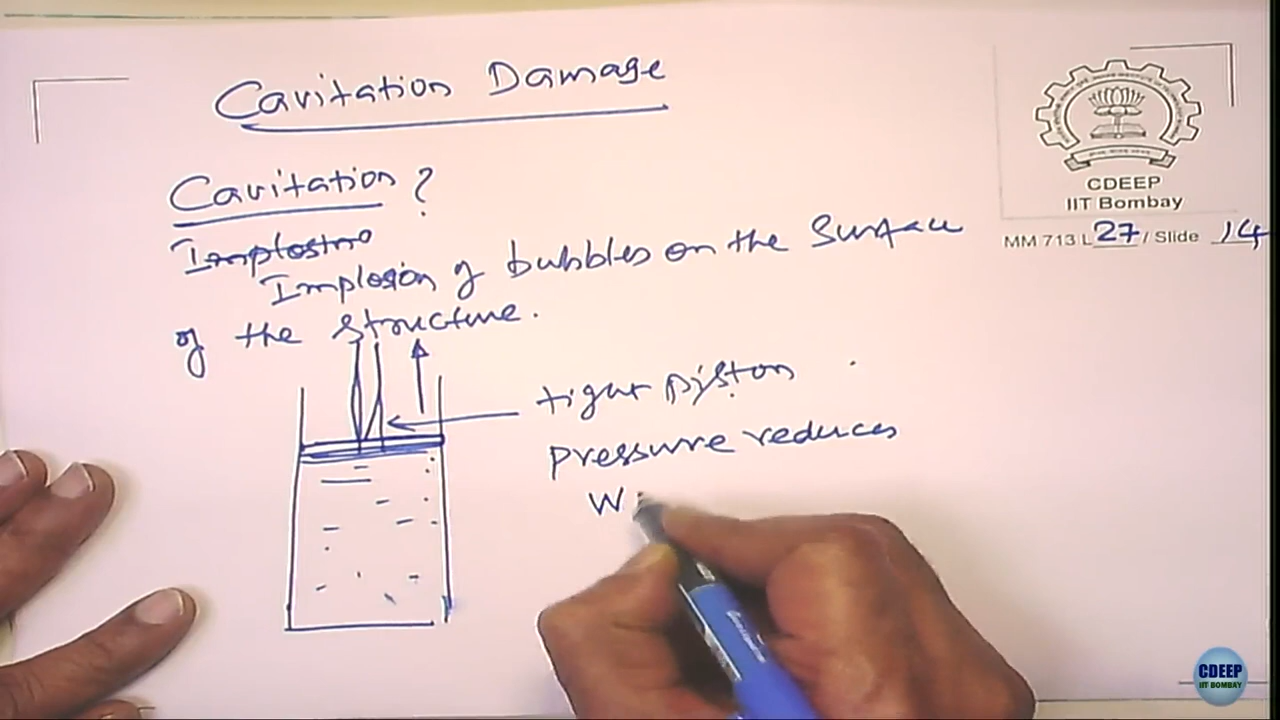 Cavitation Damage
Cavitation ?
Implosino
Implosion of bubbles on the Surface
of the structure.
tight piston
pressure reduces
W
CDEEP
IIT Bombay
MM 713 L 27 / Slide 14
CDEEP
IIT BOMBAY